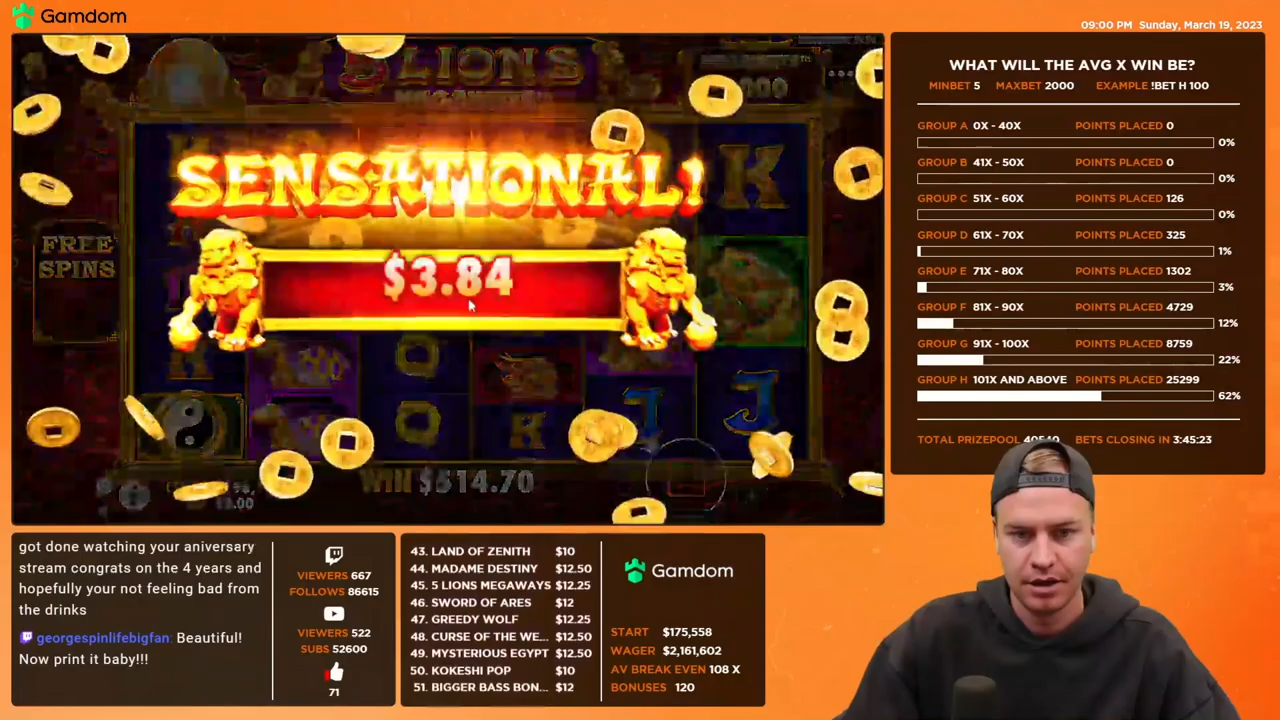 Gamdom
09:00 PM Sunday, March 19, 2023
5 LIONS
FREE
SPINS
SENSATIONAL!
$3.84
K
K
Q
Q
K
J
J
WIN $514.70
WHAT WILL THE AVG X WIN BE?
MINBET 5 MAXBET 2000 EXAMPLE !BET H 100
GROUP A 0X - 40X POINTS PLACED 0
0%
GROUP B 41X - 50X POINTS PLACED 0
0%
GROUP C 51X - 60X POINTS PLACED 126
0%
GROUP D 61X - 70X POINTS PLACED 325
1%
GROUP E 71X - 80X POINTS PLACED 1302
3%
GROUP F 81X - 90X POINTS PLACED 4729
12%
GROUP G 91X - 100X POINTS PLACED 8759
22%
GROUP H 101X AND ABOVE POINTS PLACED 25299
62%
TOTAL PRIZEPOOL 40540 BETS CLOSING IN 3:45:23
got done watching your aniversary
stream congrats on the 4 years and
hopefully your not feeling bad from
the drinks
georgespinlifebigfan: Beautiful!
Now print it baby!!!
VIEWERS 667
FOLLOWS 86615
VIEWERS 522
SUBS 52600
71
43. LAND OF ZENITH $10
44. MADAME DESTINY $12.50
45. 5 LIONS MEGAWAYS $12.25
46. SWORD OF ARES $12
47. GREEDY WOLF $12.25
48. CURSE OF THE WE... $12.50
49. MYSTERIOUS EGYPT $12.50
50. KOKESHI POP $10
51. BIGGER BASS BON... $12
Gamdom
START $175,558
WAGER $2,161,602
AV BREAK EVEN 108 X
BONUSES 120